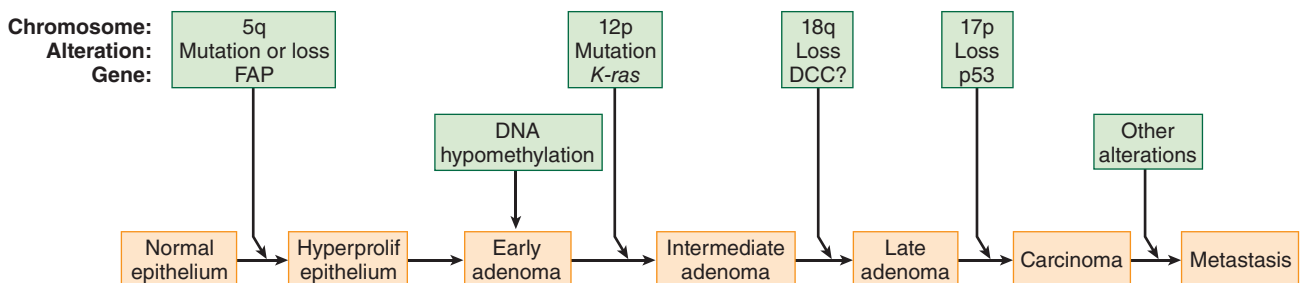 Chromosome:
Alteration:
Gene:
5q
Mutation or loss
FAP
12p
Mutation
K-ras
18q
Loss
DCC?
17p
Loss
p53
DNA
hypomethylation
Other
alterations
Normal
epithelium
Hyperprolif
epithelium
Early
adenoma
Intermediate
adenoma
Late
adenoma
Carcinoma
Metastasis